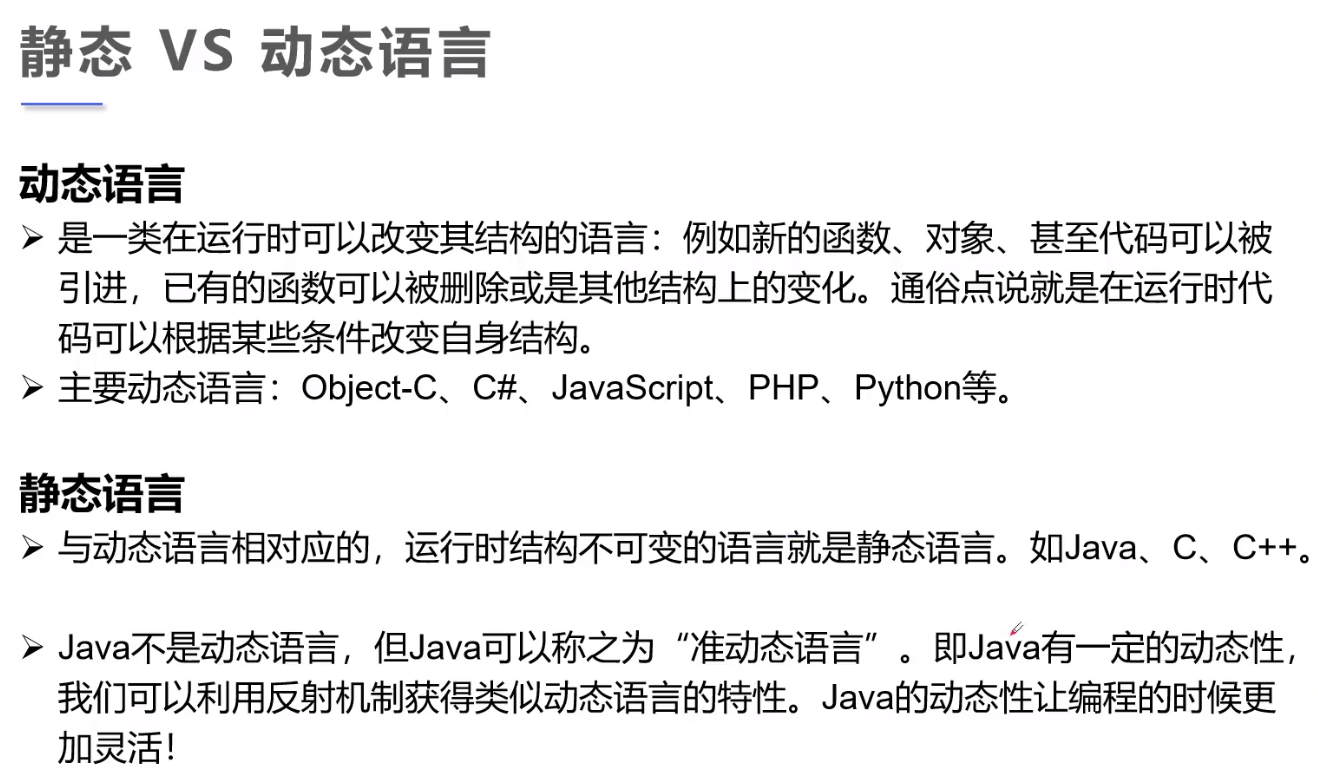 静态 VS 动态语言
动态语言
➢ 是一类在运行时可以改变其结构的语言：例如新的函数、对象、甚至代码可以被
引进，已有的函数可以被删除或是其他结构上的变化。通俗点说就是在运行时代
码可以根据某些条件改变自身结构。
➢ 主要动态语言：Object-C、C#、JavaScript、PHP、Python等。
静态语言
➢ 与动态语言相对应的，运行时结构不可变的语言就是静态语言。如Java、C、C++。
➢ Java不是动态语言，但Java可以称之为“准动态语言”。即Java有一定的动态性，
我们可以利用反射机制获得类似动态语言的特性。Java的动态性让编程的时候更
加灵活！